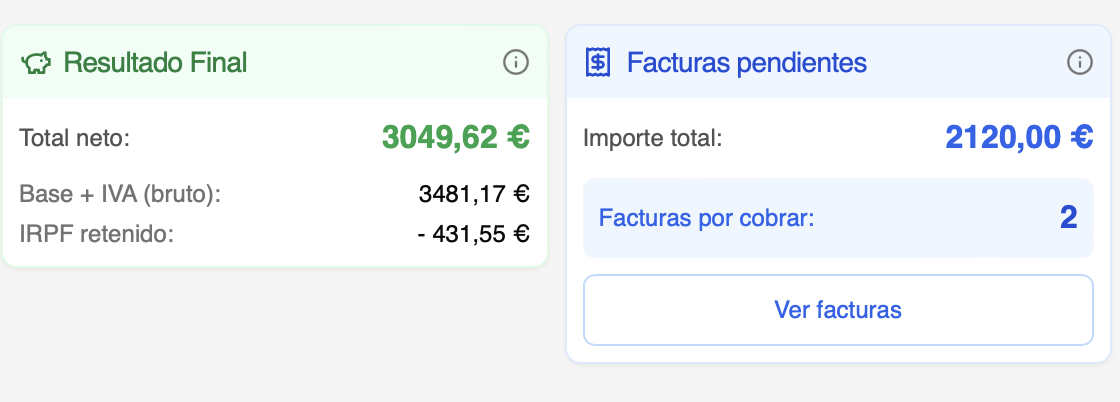 Resultado Final
Total neto: 3049,62 €
Base + IVA (bruto): 3481,17 €
IRPF retenido: - 431,55 €
Facturas pendientes
Importe total: 2120,00 €
Facturas por cobrar: 2
Ver facturas